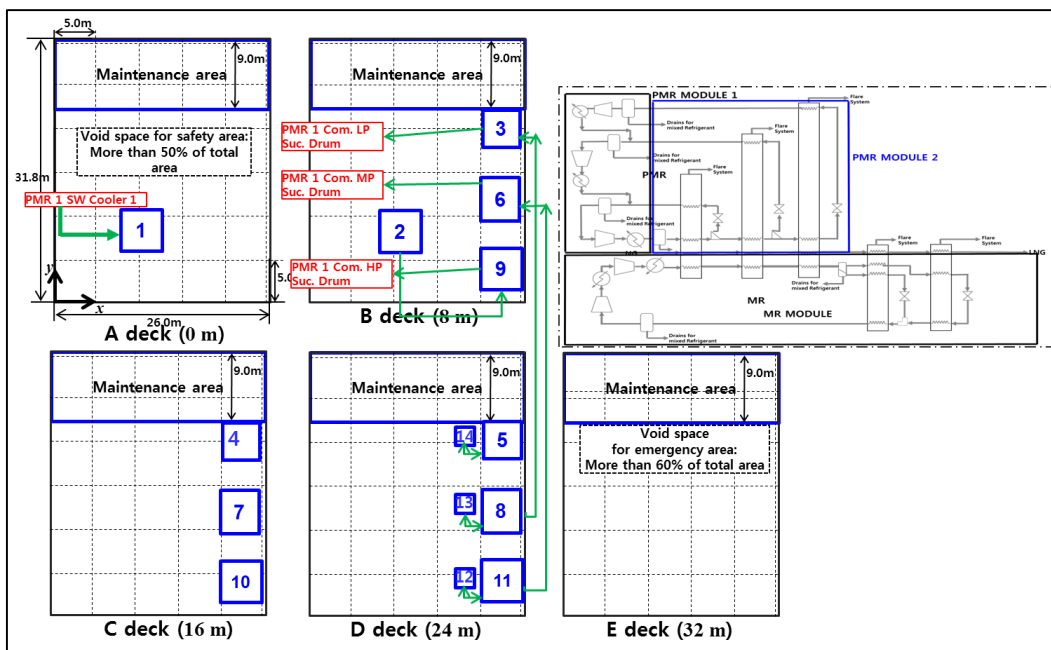 5.0m
9.0m
Maintenance area
Void space for safety area:
More than 50% of total
area
31.8m
PMR 1 SW Cooler 1
1
y
x
5.0
26.0m
A deck (0 m)
9.0m
Maintenance area
PMR 1 Com. LP
Suc. Drum
3
PMR 1 Com. MP
Suc. Drum
6
2
PMR 1 Com. HP
Suc. Drum
9
B deck (8 m)
PMR MODULE 1
Flare
System
Drains for
mixed Refrigerant
Flare
System
PMR MODULE 2
Drains for
mixed Refrigerant
PMR
Flare
System
Drains for
mixed Refrigerant
Flare
System
Flare
System
NG
LNG
Drains for
mixed Refrigerant
MR
Drains for
mixed Refrigerant
MR MODULE
9.0m
Maintenance area
4
7
10
C deck (16 m)
9.0m
Maintenance area
14
5
13
8
12
11
D deck (24 m)
9.0m
Maintenance area
Void space
for emergency area:
More than 60% of total area
E deck (32 m)